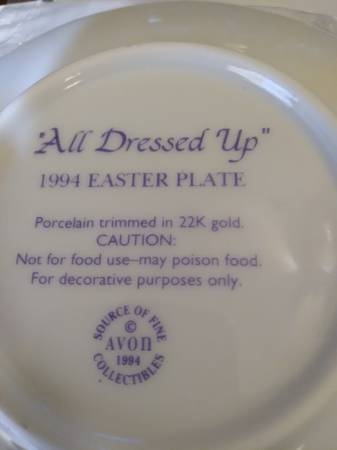 "All Dressed Up"
1994 EASTER PLATE
Porcelain trimmed in 22K gold.
CAUTION:
Not for food use—may poison food.
For decorative purposes only.
SOURCE OF FINE
©
AVON
1994
COLLECTIBLES